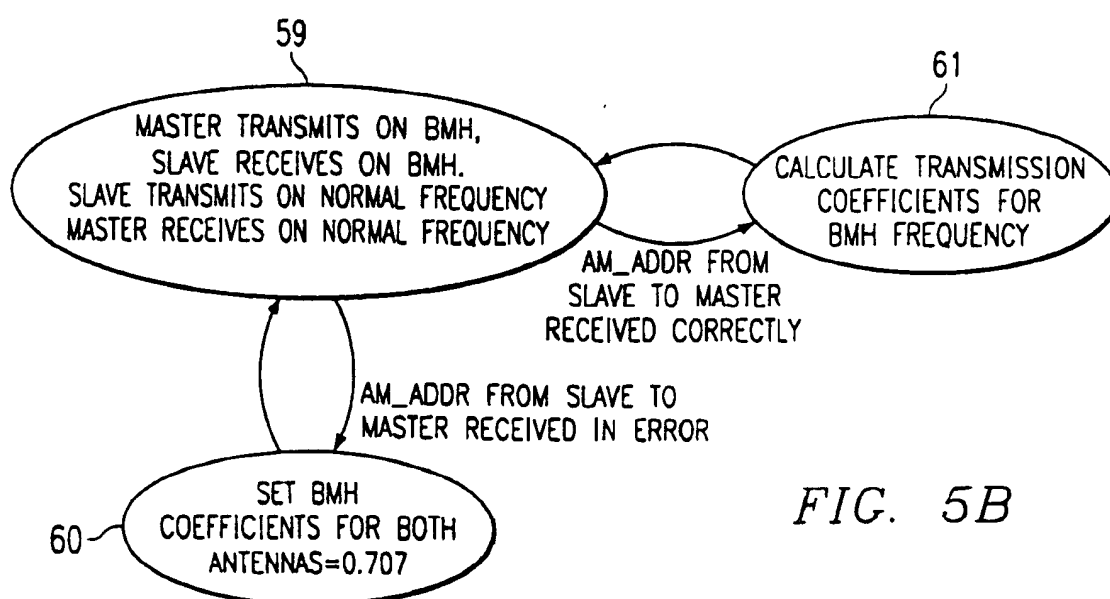 59
MASTER TRANSMITS ON BMH,
SLAVE RECEIVES ON BMH.
SLAVE TRANSMITS ON NORMAL FREQUENCY
MASTER RECEIVES ON NORMAL FREQUENCY
61
CALCULATE TRANSMISSION
COEFFICIENTS FOR
BMH FREQUENCY
AM_ADDR FROM
SLAVE TO MASTER
RECEIVED CORRECTLY
AM_ADDR FROM SLAVE TO
MASTER RECEIVED IN ERROR
60
SET BMH
COEFFICIENTS FOR BOTH
ANTENNAS=0.707
FIG. 5B